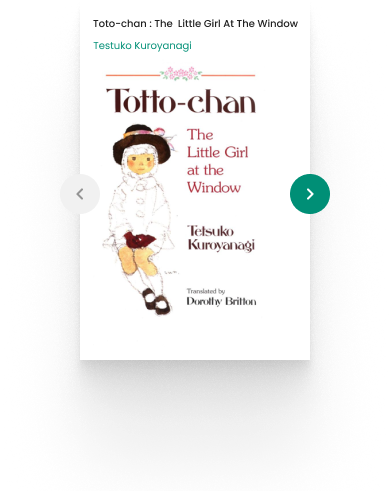 Toto-chan : The Little Girl At The Window
Testuko Kuroyanagi
Totto-chan
The
Little Girl
at the
Window
Tetsuko
Kuroyanagi
Translated by
Dorothy Britton